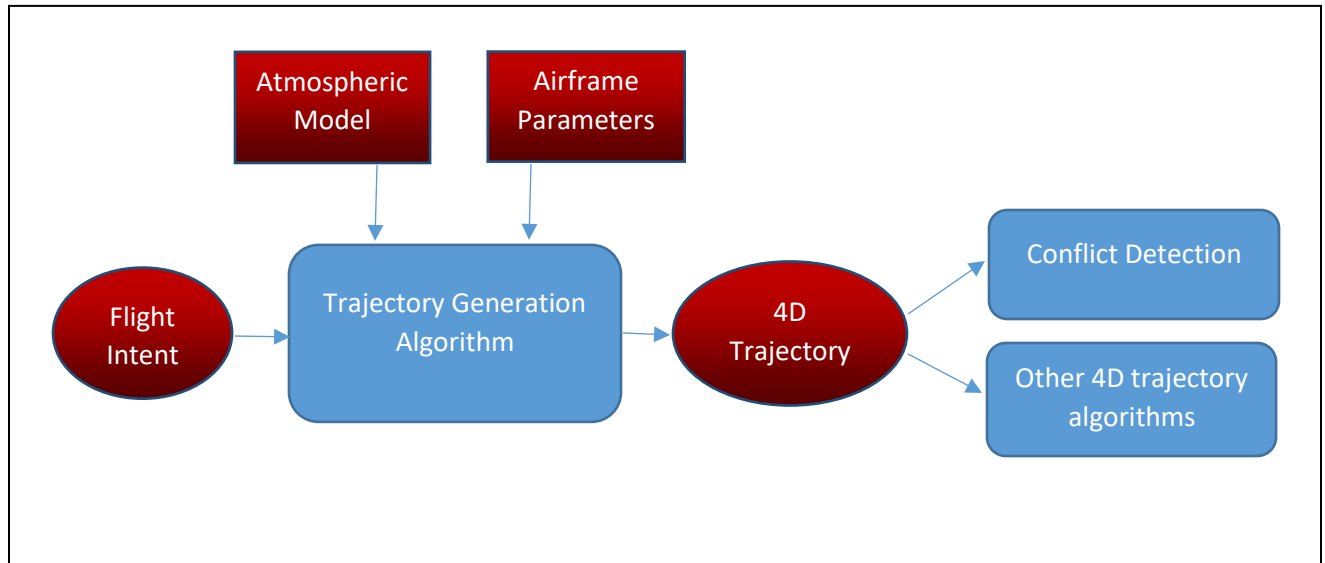 Atmospheric
Model
Airframe
Parameters
Flight
Intent
Trajectory Generation
Algorithm
4D
Trajectory
Conflict Detection
Other 4D trajectory
algorithms